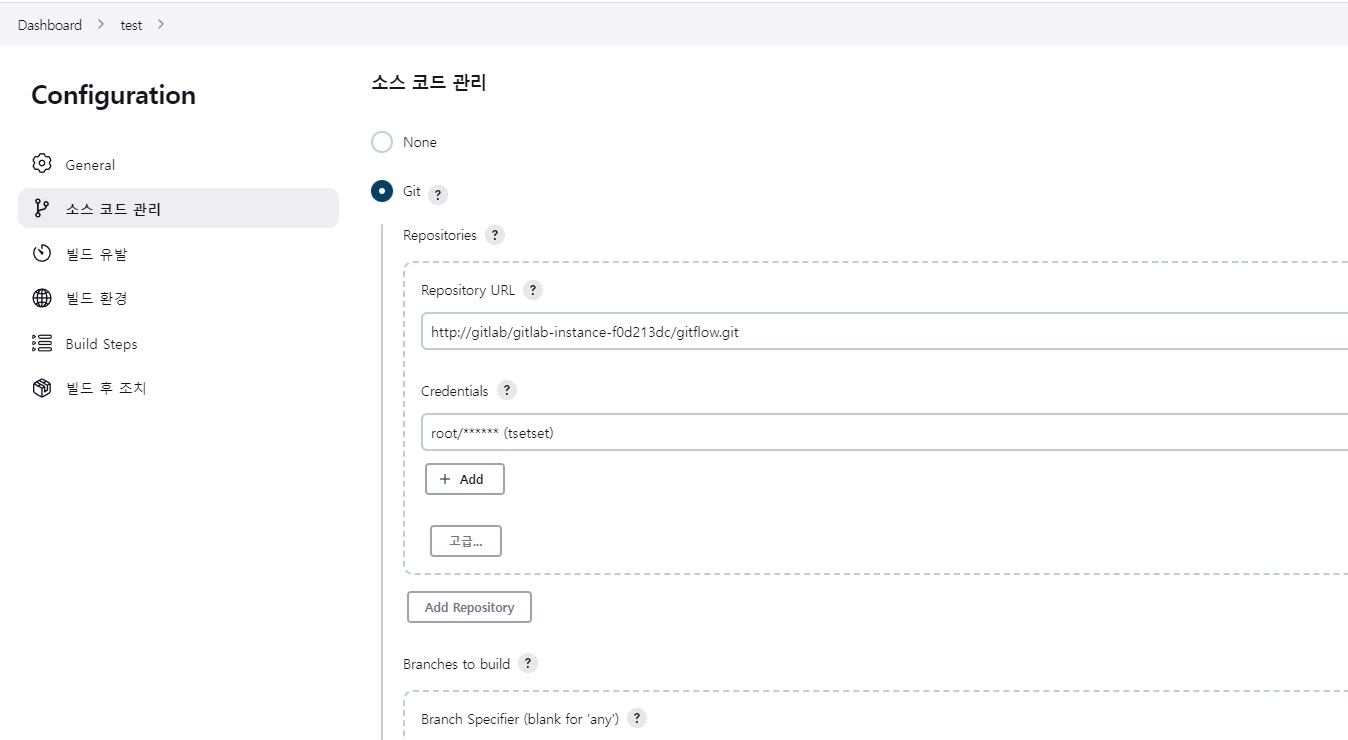 Dashboard > test >
Configuration
General
소스 코드 관리
빌드 유발
빌드 환경
Build Steps
빌드 후 조치
소스 코드 관리
None
Git ?
Repositories ?
Repository URL ?
http://gitlab/gitlab-instance-f0d213dc/gitflow.git
Credentials ?
root/****** (tsetset)
+ Add
고급...
Add Repository
Branches to build ?
Branch Specifier (blank for 'any') ?